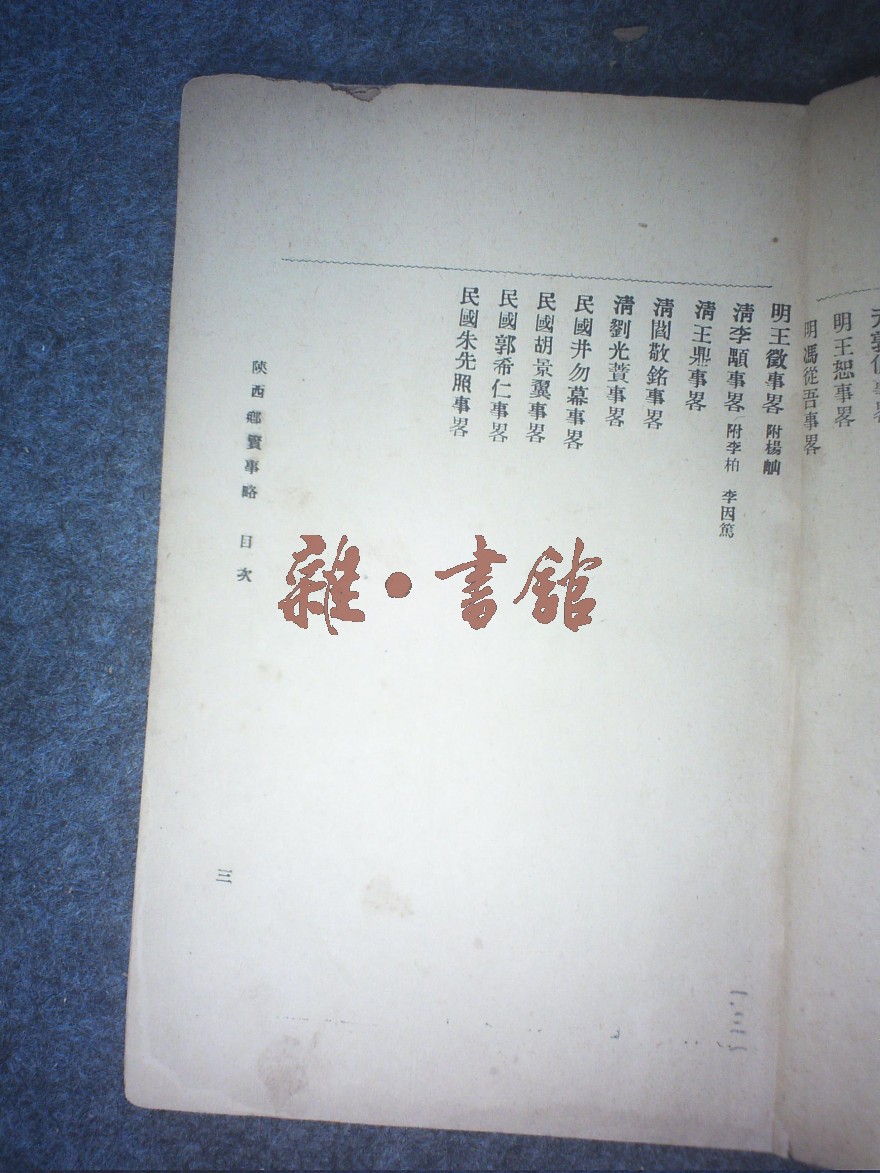 明王恕事畧
明馮從吾事畧
明王徵事畧 附楊㞳
清李顒事畧 附李柏 李因篤
清王鼎事畧
清閻敬銘事畧
清劉光蕡事畧
民國井勿幕事畧
民國胡景翼事畧
民國郭希仁事畧
民國朱先照事畧
陝西鄉賢事略 目次
三
雜·書館